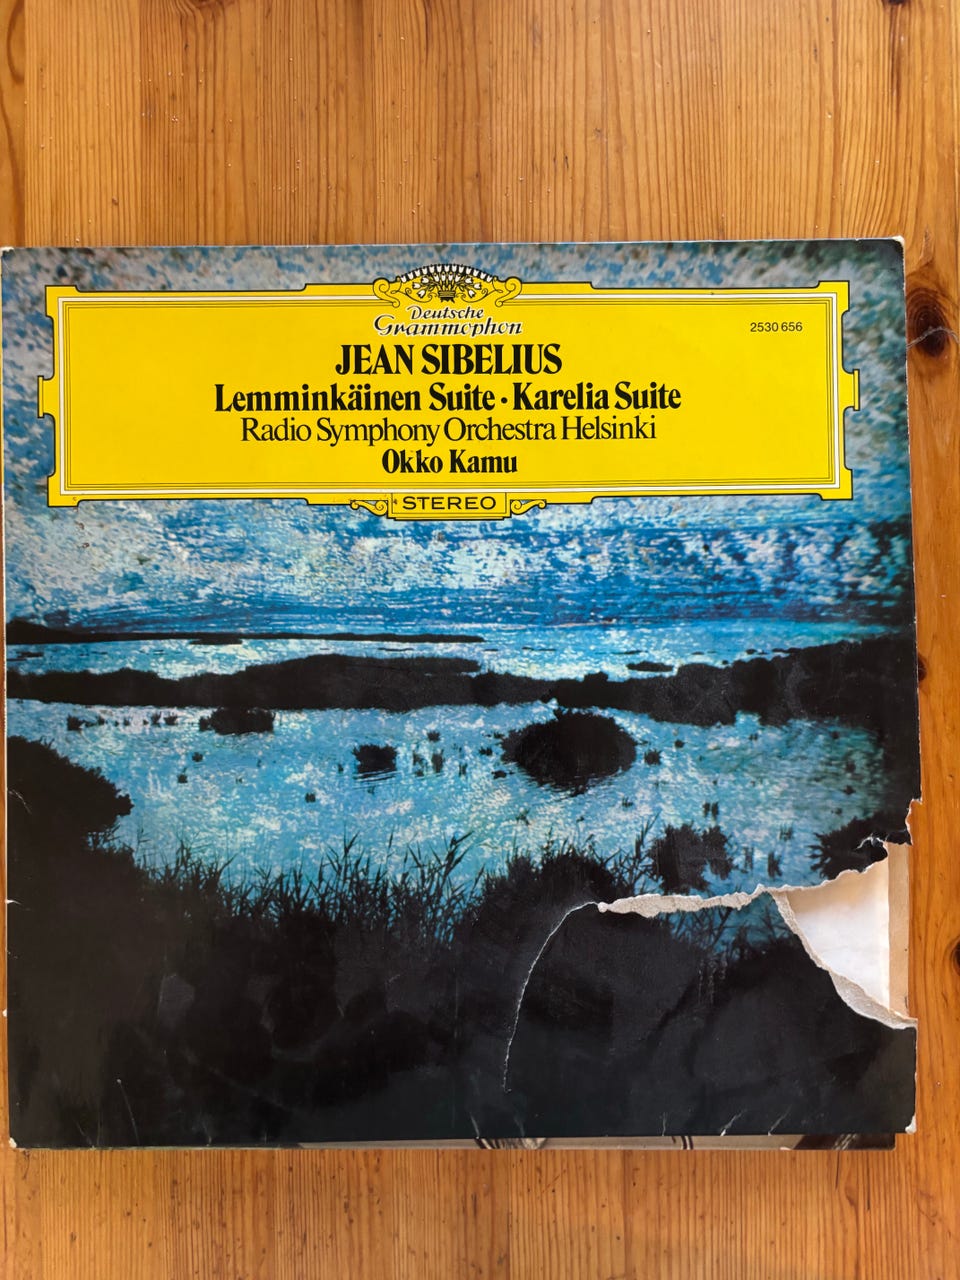 Deutsche
Grammophon
2530 656
JEAN SIBELIUS
Lemminkäinen Suite · Karelia Suite
Radio Symphony Orchestra Helsinki
Okko Kamu
STEREO